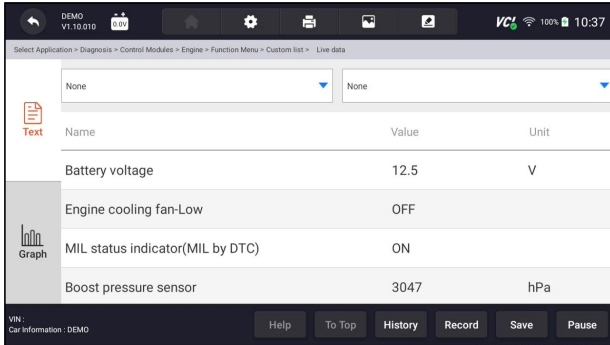 DEMO
V1.10.010
0.0V
VCI 100% 10:37
Select Application > Diagnosis > Control Modules > Engine > Function Menu > Custom list > Live data
None None
Text
Name Value Unit
Battery voltage 12.5 V
Engine cooling fan-Low OFF
Graph
MIL status indicator(MIL by DTC) ON
Boost pressure sensor 3047 hPa
VIN :
Car Information : DEMO
Help To Top History Record Save Pause